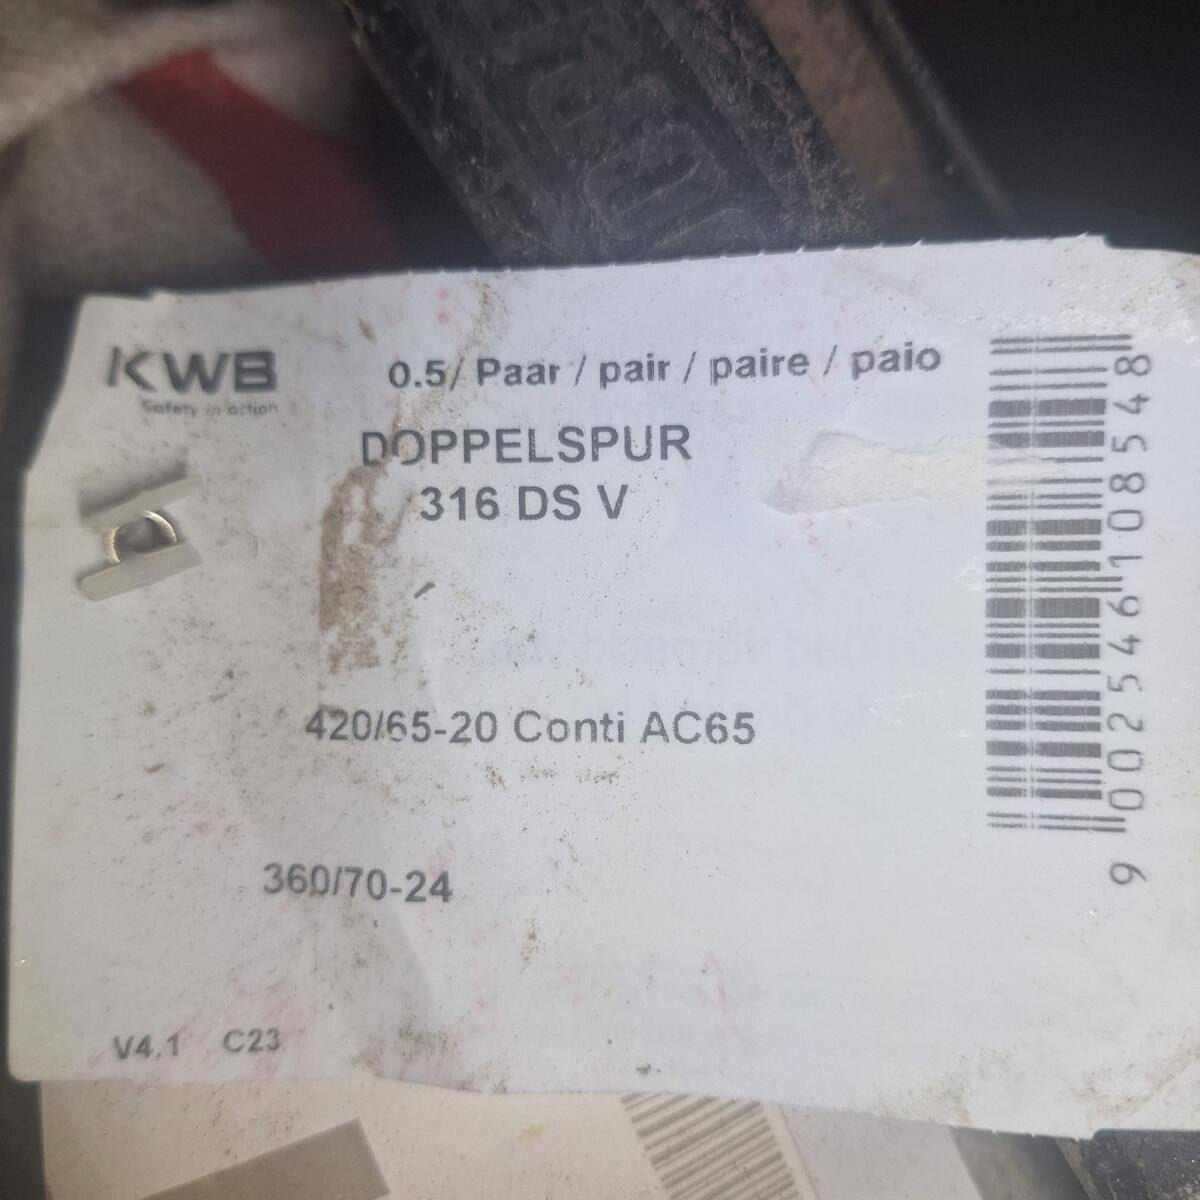 KWB
Safety in action
0.5/ Paar / pair / paire / paio
DOPPELSPUR
316 DS V
420/65-20 Conti AC65
360/70-24
V4.1 C23
9002546108548